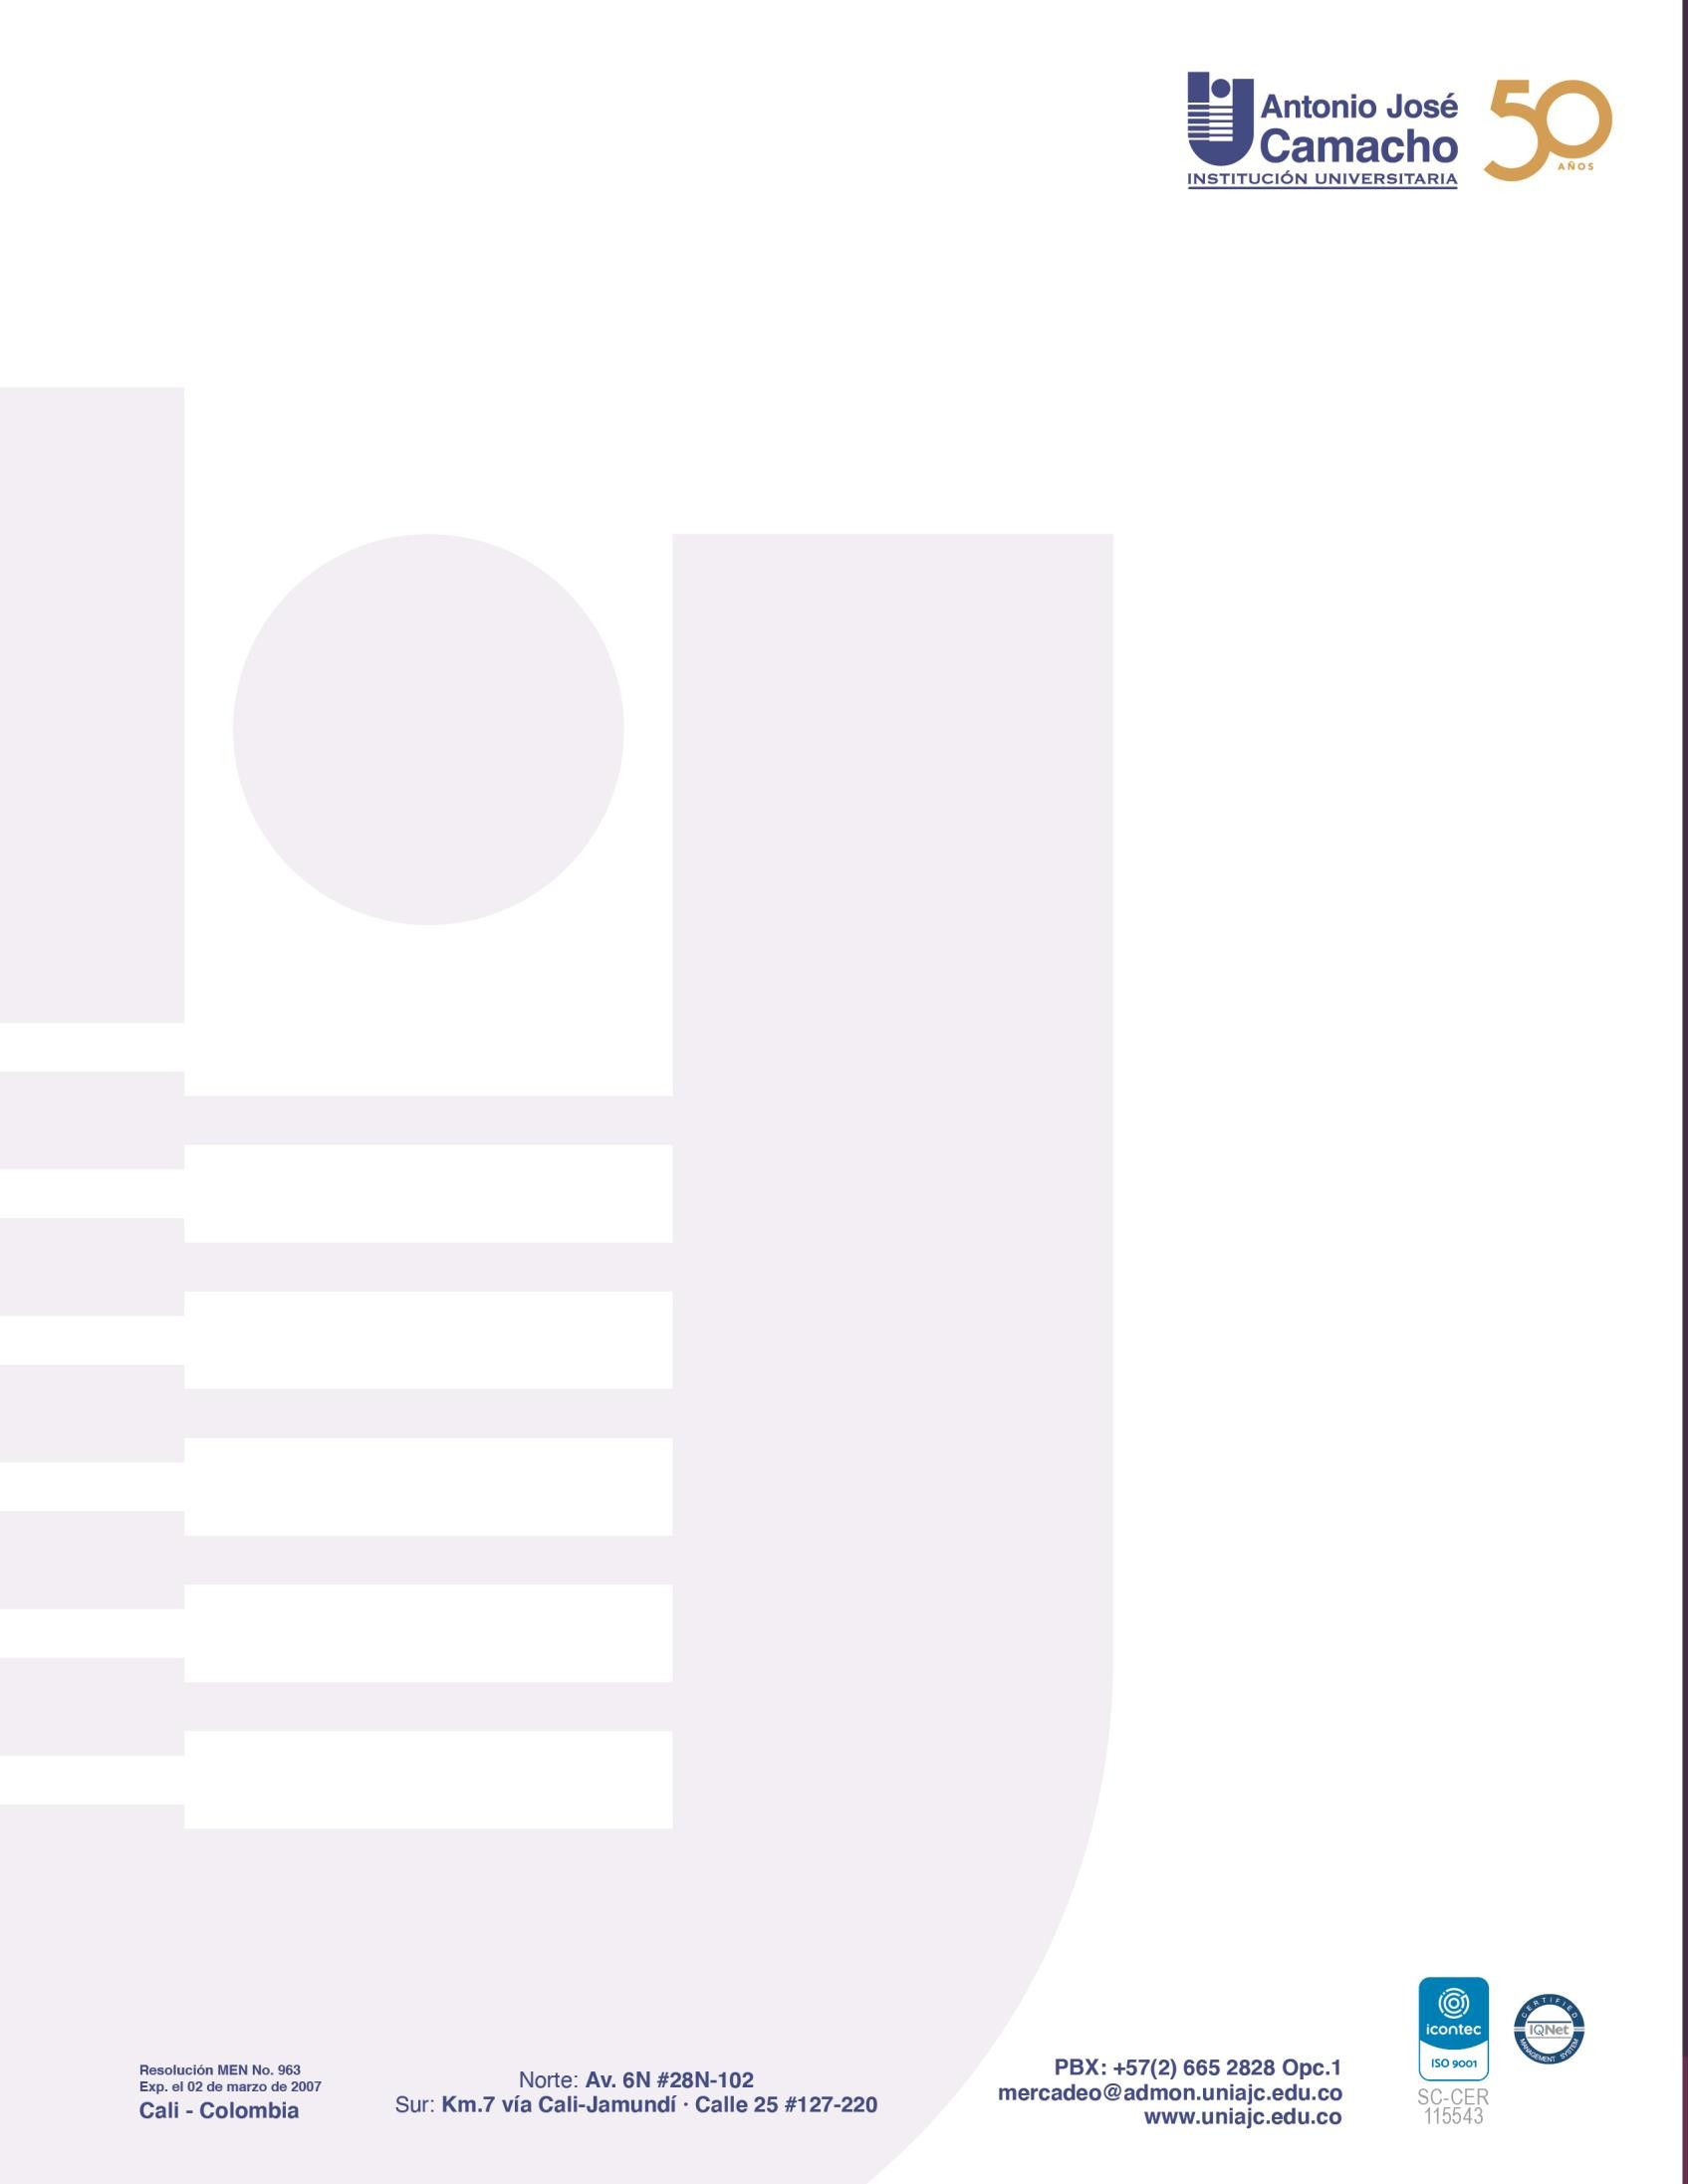 Antonio José
Camacho
INSTITUCIÓN UNIVERSITARIA
50
AÑOS
Resolución MEN No. 963
Exp. el 02 de marzo de 2007
Cali - Colombia
Norte: Av. 6N #28N-102
Sur: Km.7 vía Cali-Jamundí · Calle 25 #127-220
PBX: +57(2) 665 2828 Opc.1
mercadeo@admon.uniajc.edu.co
www.uniajc.edu.co
icontec
ISO 9001
SC-CER
115543
CERTIFIED
IQNet
MANAGEMENT SYSTEM